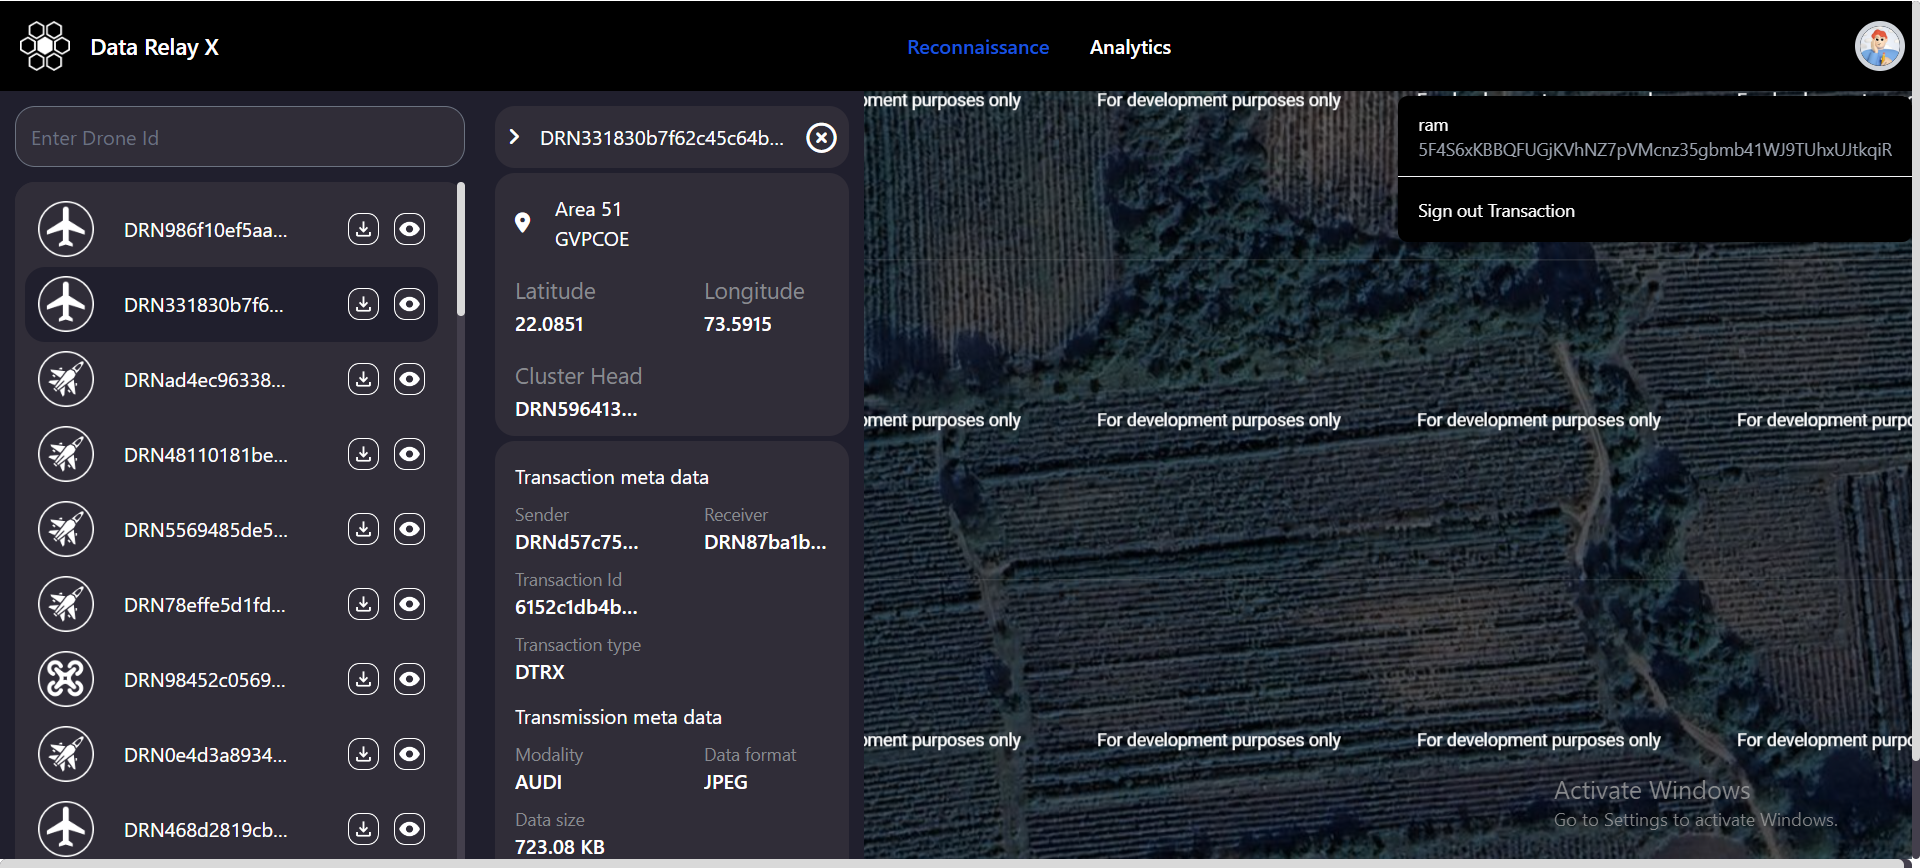 Data Relay X
Reconnaissance
Analytics
ram
5F4S6xKBBQFUGjKVhNZ7pVMcnz35gbmb41WJ9TUhxUJtkqiR
Sign out Transaction
Enter Drone Id
DRN986f10ef5aa...
DRN331830b7f6...
DRNad4ec96338...
DRN48110181be...
DRN5569485de5...
DRN78effe5d1fd...
DRN98452c0569...
DRN0e4d3a8934...
DRN468d2819cb...
DRN331830b7f62c45c64b...
Area 51
GVPCOE
Latitude Longitude
22.0851 73.5915
Cluster Head
DRN596413...
Transaction meta data
Sender Receiver
DRNd57c75... DRN87ba1b...
Transaction Id
6152c1db4b...
Transaction type
DTRX
Transmission meta data
Modality Data format
AUDI JPEG
Data size
723.08 KB
ment purposes only For development purposes only
ment purposes only For development purposes only For development purposes only For development purpo
ment purposes only For development purposes only For development purposes only For development purpo
Activate Windows
Go to Settings to activate Windows.